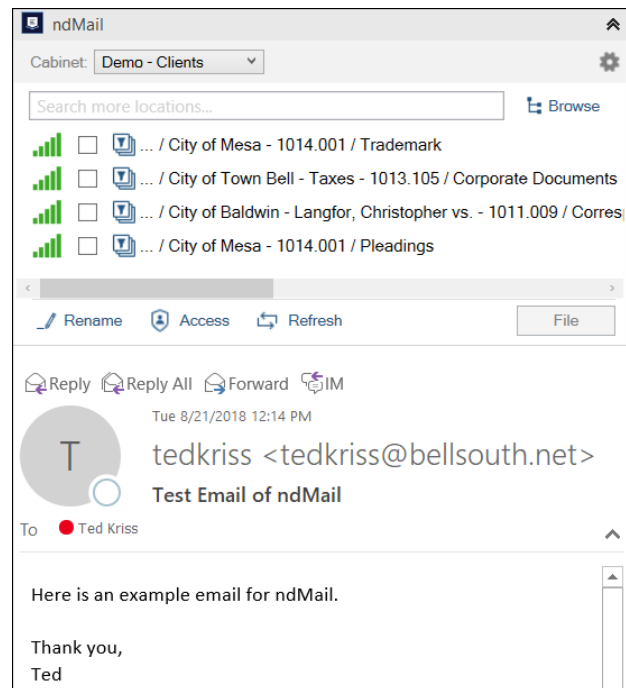 ndMail
Cabinet: Demo - Clients
Search more locations...
Browse
... / City of Mesa - 1014.001 / Trademark
... / City of Town Bell - Taxes - 1013.105 / Corporate Documents
... / City of Baldwin - Langfor, Christopher vs. - 1011.009 / Corres
... / City of Mesa - 1014.001 / Pleadings
Rename Access Refresh File
Reply Reply All Forward IM
Tue 8/21/2018 12:14 PM
T
tedkriss <tedkriss@bellsouth.net>
Test Email of ndMail
To Ted Kriss
Here is an example email for ndMail.
Thank you,
Ted